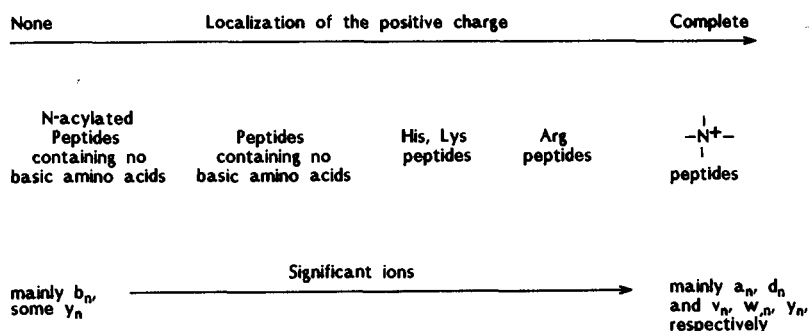 None Localization of the positive charge Complete
N-acylated
Peptides
containing no
basic amino acids
Peptides
containing no
basic amino acids
His, Lys
peptides
Arg
peptides
-N+-
peptides
Significant ions
mainly bn,
some yn
mainly an, dn
and vn, wn, yn,
respectively